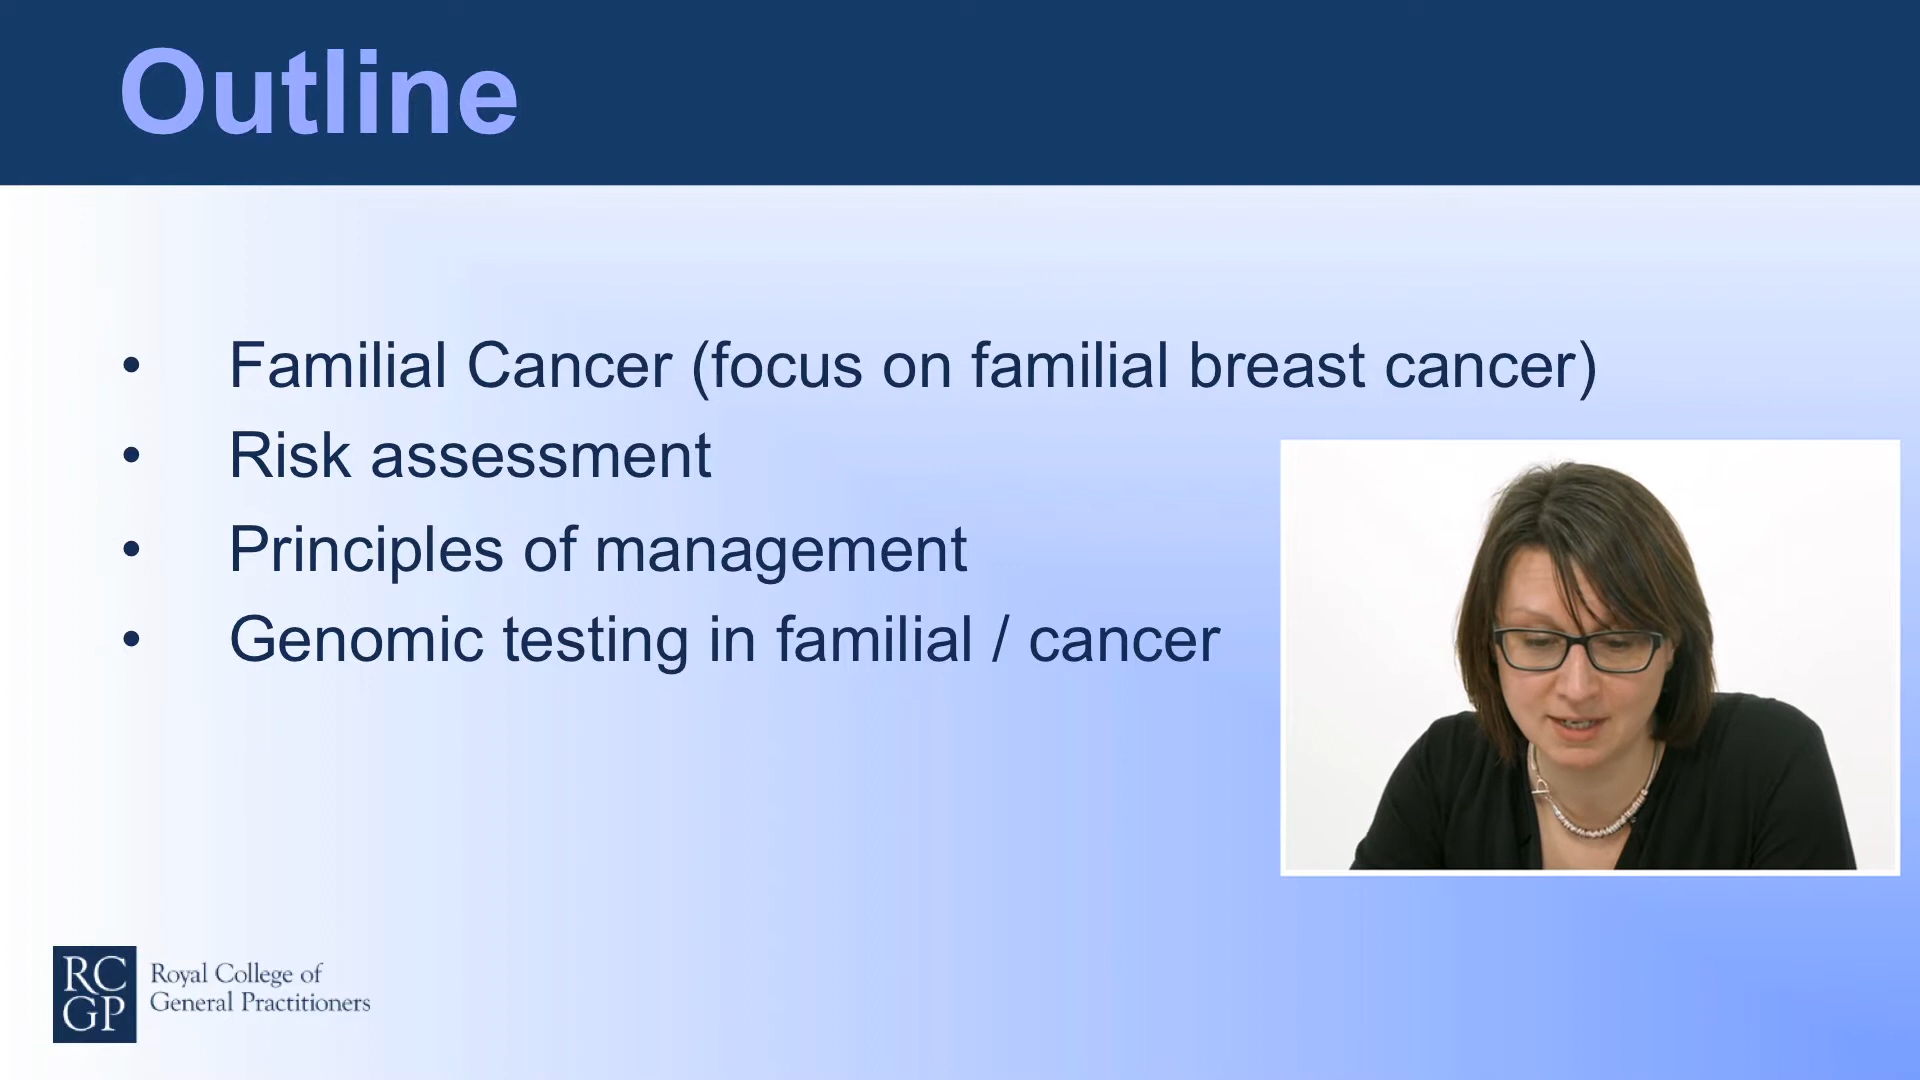 Outline
• Familial Cancer (focus on familial breast cancer)
• Risk assessment
• Principles of management
• Genomic testing in familial / cancer
RC
GP
Royal College of
General Practitioners